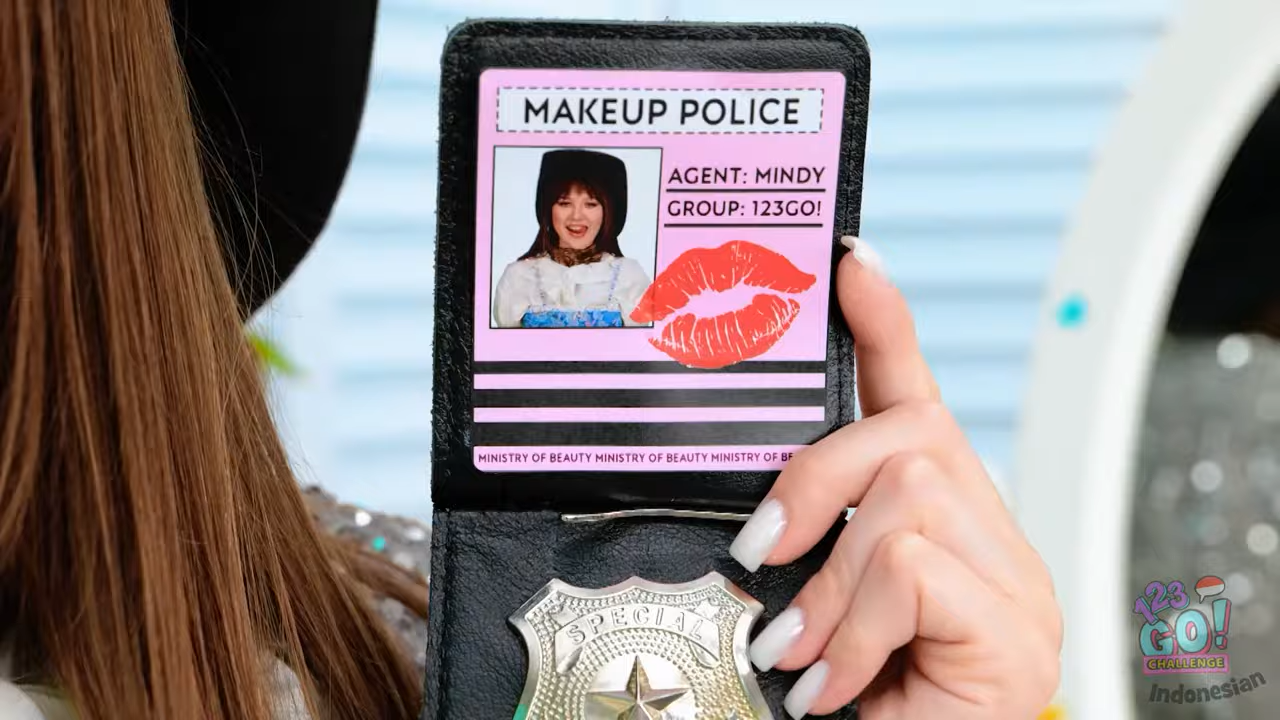 MAKEUP POLICE
AGENT: MINDY
GROUP: 123GO!
MINISTRY OF BEAUTY MINISTRY OF BEAUTY MINISTRY OF BE
SPECIAL
123
GO!
CHALLENGE
Indonesian